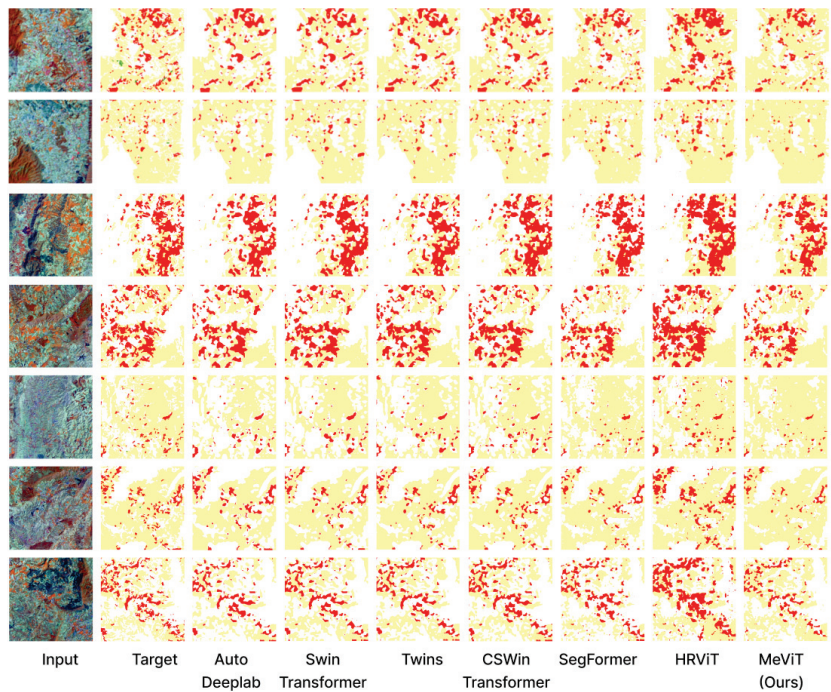 Input Target Auto Swin Twins CSWin SegFormer HRViT MeViT
Deeplab Transformer Transformer (Ours)